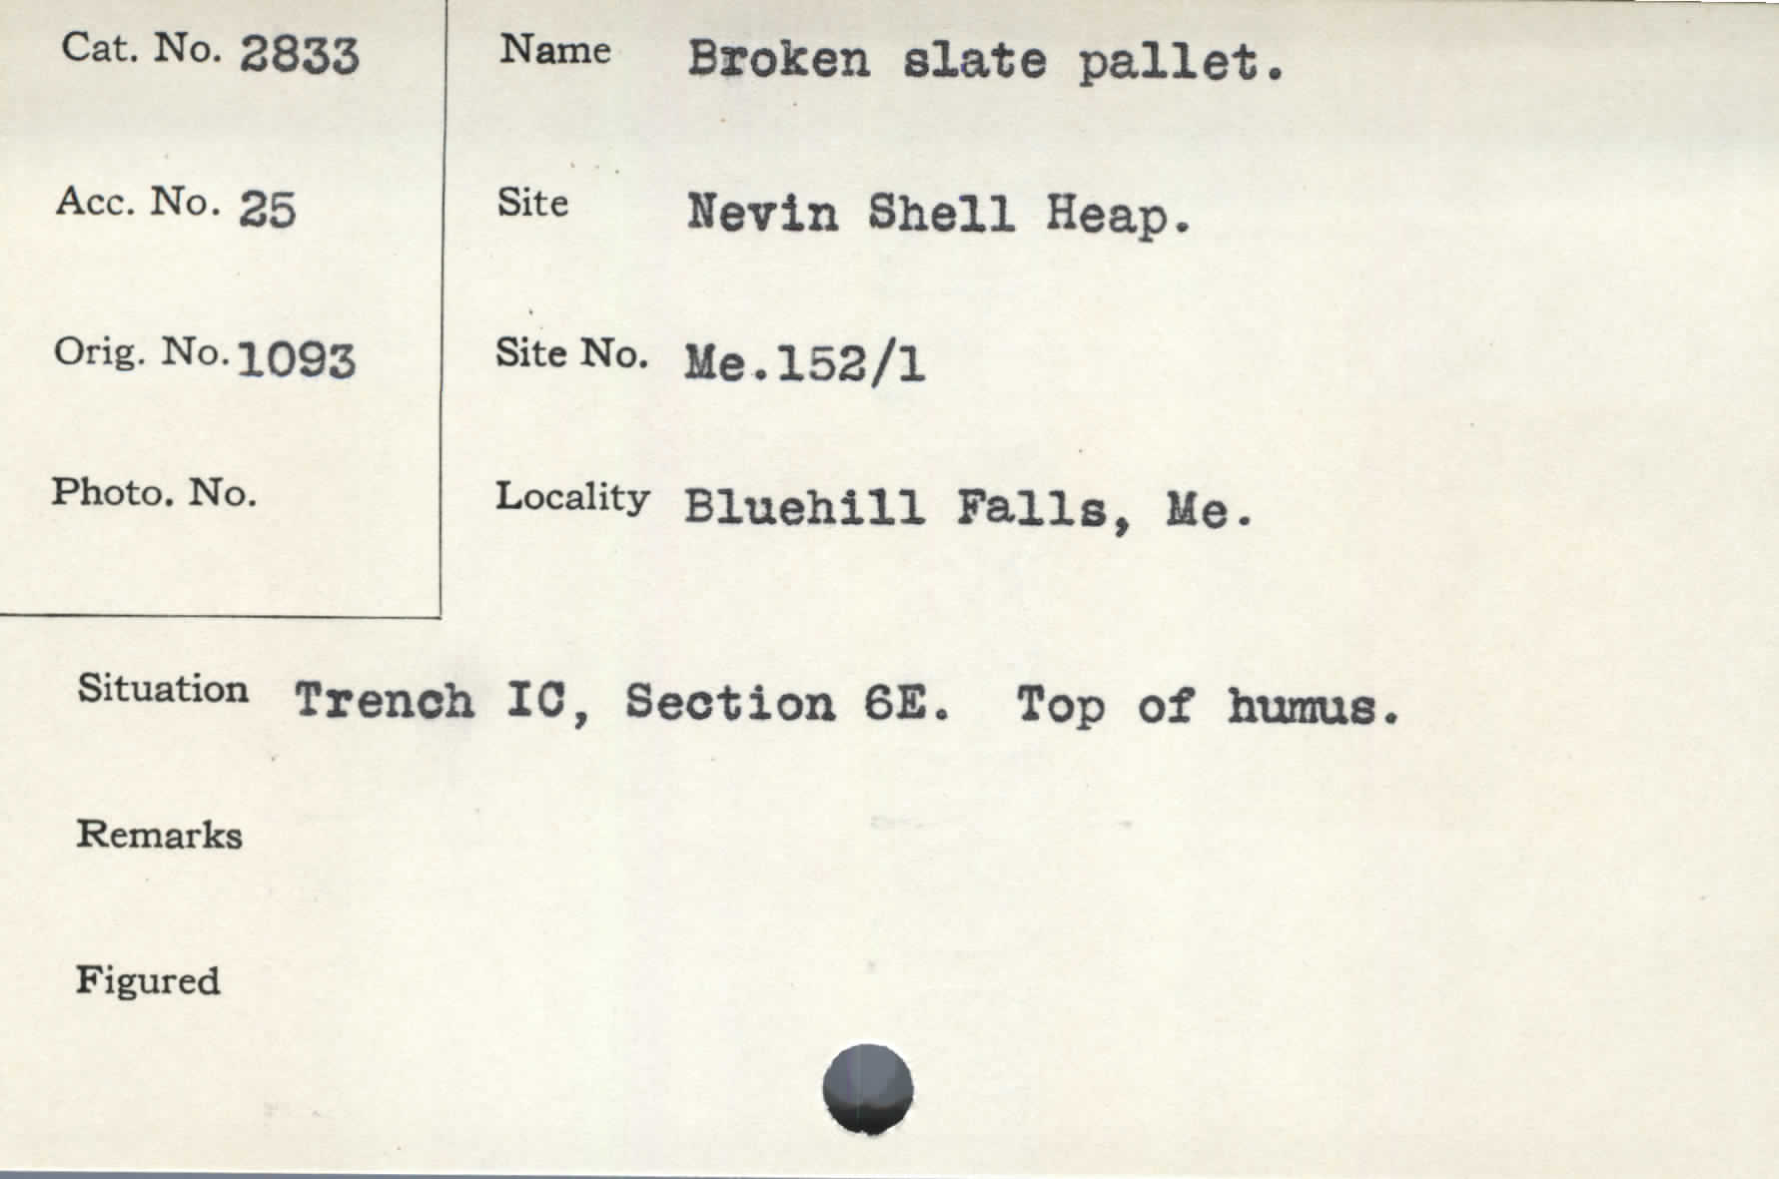 Cat. No. 2833
Name Broken slate pallet.
Acc. No. 25
Site Nevin Shell Heap.
Orig. No. 1093
Site No. Me.152/1
Photo. No.
Locality Bluehill Falls, Me.
Situation Trench IC, Section 6E. Top of humus.
Remarks
Figured